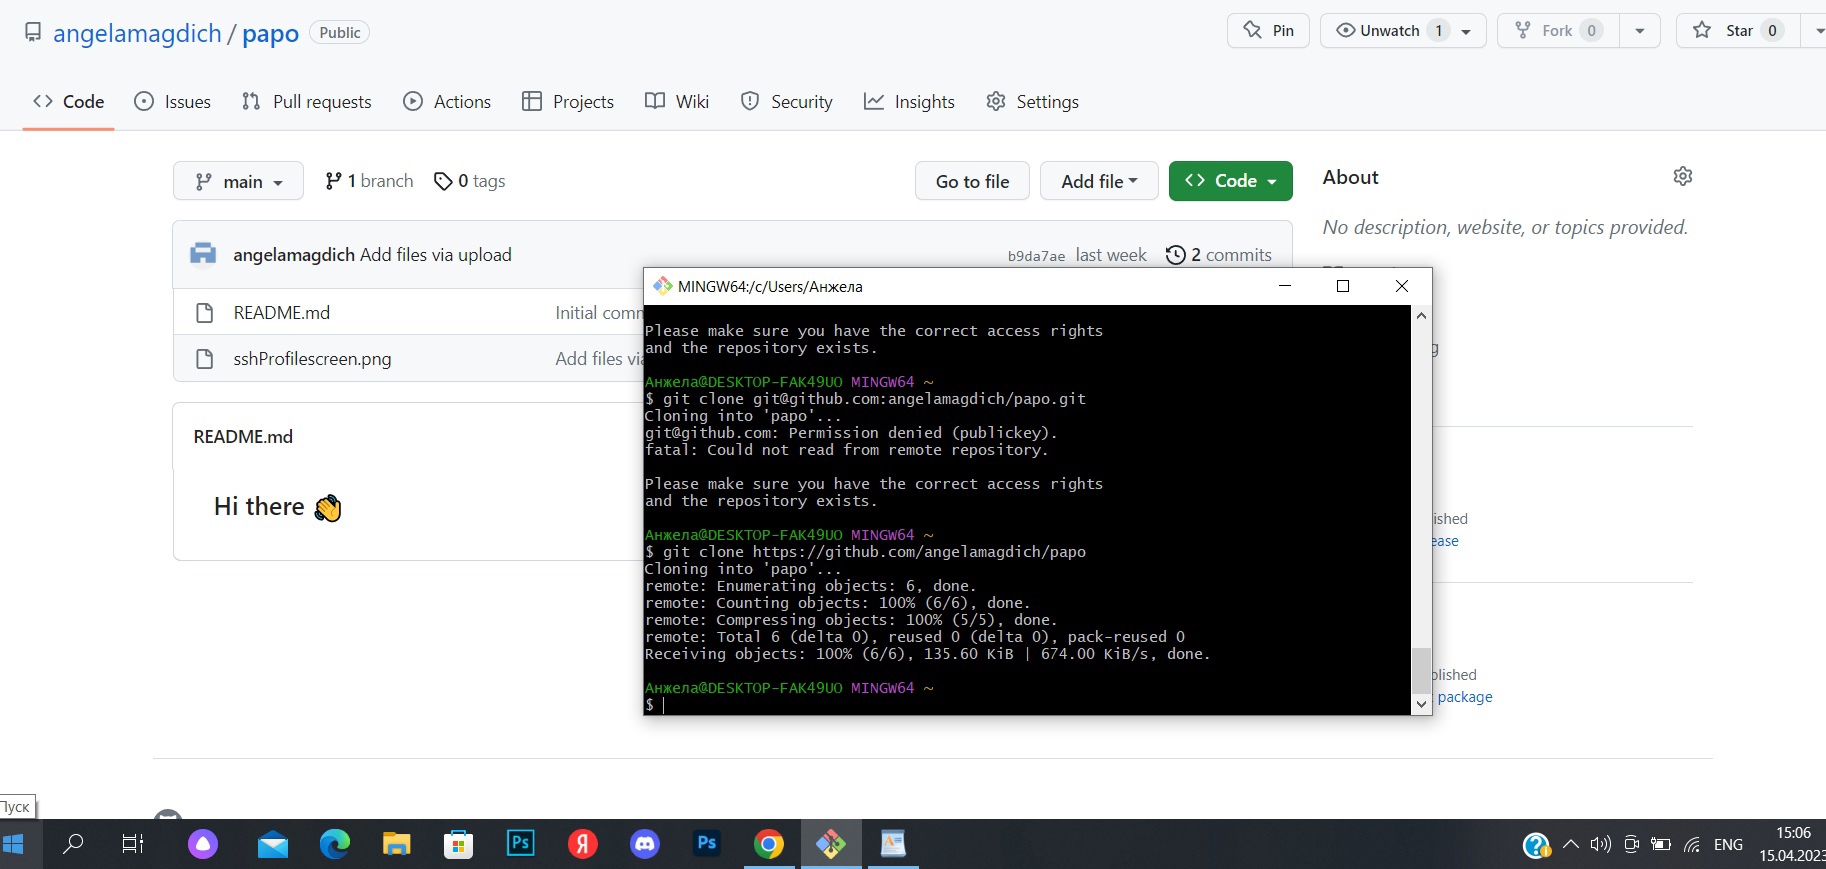 angelamagdich / papo Public
Pin Unwatch 1 Fork 0 Star 0
Code Issues Pull requests Actions Projects Wiki Security Insights Settings
main 1 branch 0 tags Go to file Add file Code
About
No description, website, or topics provided.
angelamagdich Add files via upload b9da7ae last week 2 commits
README.md Initial comm
sshProfilescreen.png Add files via
README.md
Hi there 👋
MINGW64:/c/Users/Анжела
Please make sure you have the correct access rights
and the repository exists.
Анжела@DESKTOP-FAK49UO MINGW64 ~
$ git clone git@github.com:angelamagdich/papo.git
Cloning into 'papo'...
git@github.com: Permission denied (publickey).
fatal: Could not read from remote repository.
Please make sure you have the correct access rights
and the repository exists.
Анжела@DESKTOP-FAK49UO MINGW64 ~
$ git clone https://github.com/angelamagdich/papo
Cloning into 'papo'...
remote: Enumerating objects: 6, done.
remote: Counting objects: 100% (6/6), done.
remote: Compressing objects: 100% (5/5), done.
remote: Total 6 (delta 0), reused 0 (delta 0), pack-reused 0
Receiving objects: 100% (6/6), 135.60 KiB | 674.00 KiB/s, done.
Анжела@DESKTOP-FAK49UO MINGW64 ~
$
g
ished
ease
blished
package
Пуск
Ps
Я
Ps
ENG
15:06
15.04.2023